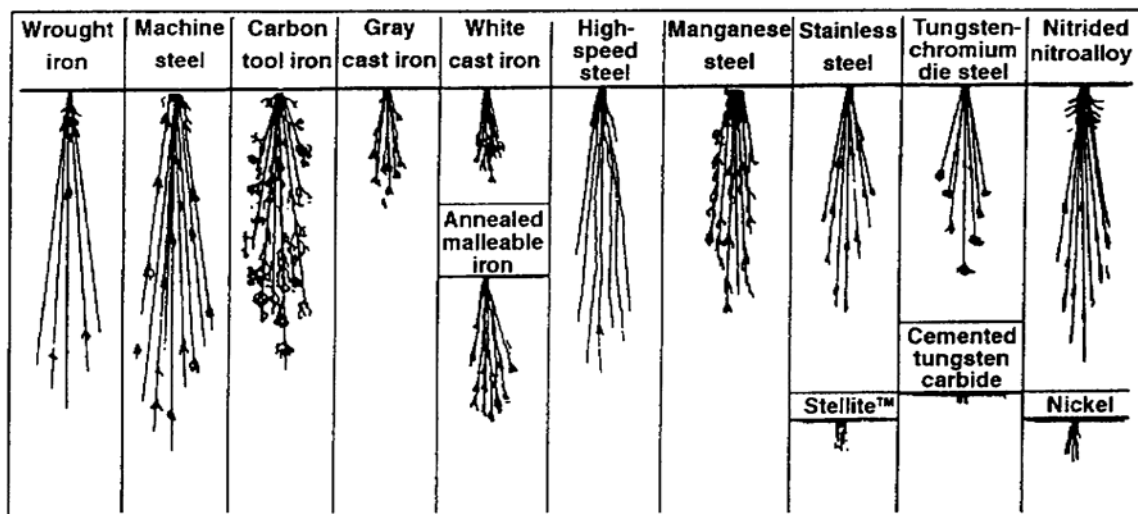 Wrought
iron
Machine
steel
Carbon
tool iron
Gray
cast iron
White
cast iron
High-
speed
steel
Manganese
steel
Stainless
steel
Tungsten-
chromium
die steel
Nitrided
nitroalloy
Annealed
malleable
iron
Cemented
tungsten
carbide
Stellite™
Nickel